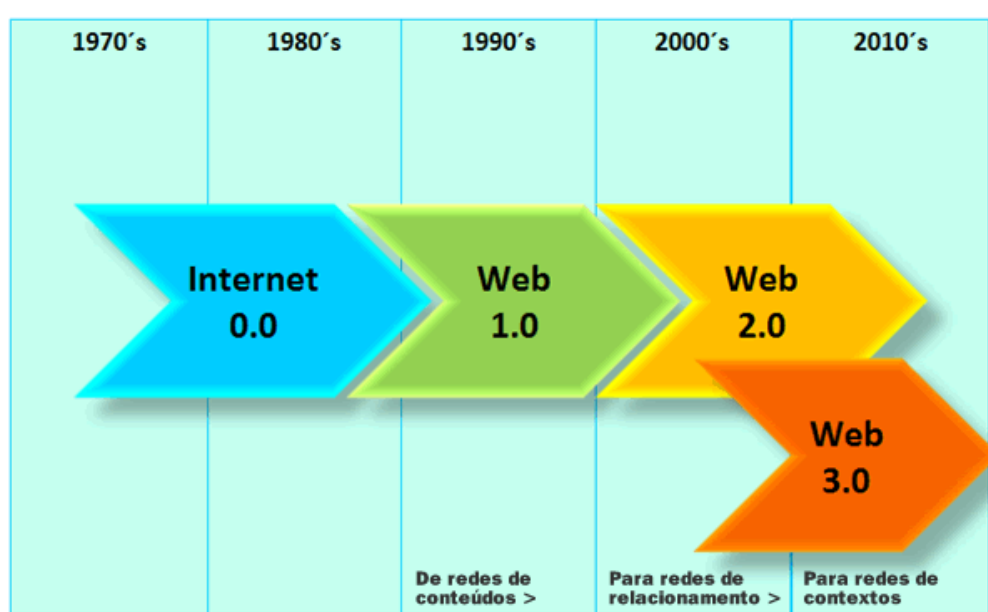 1970´s
1980´s
1990´s
2000´s
2010´s
Internet
0.0
Web
1.0
Web
2.0
Web
3.0
De redes de
conteúdos >
Para redes de
relacionamento >
Para redes de
contextos